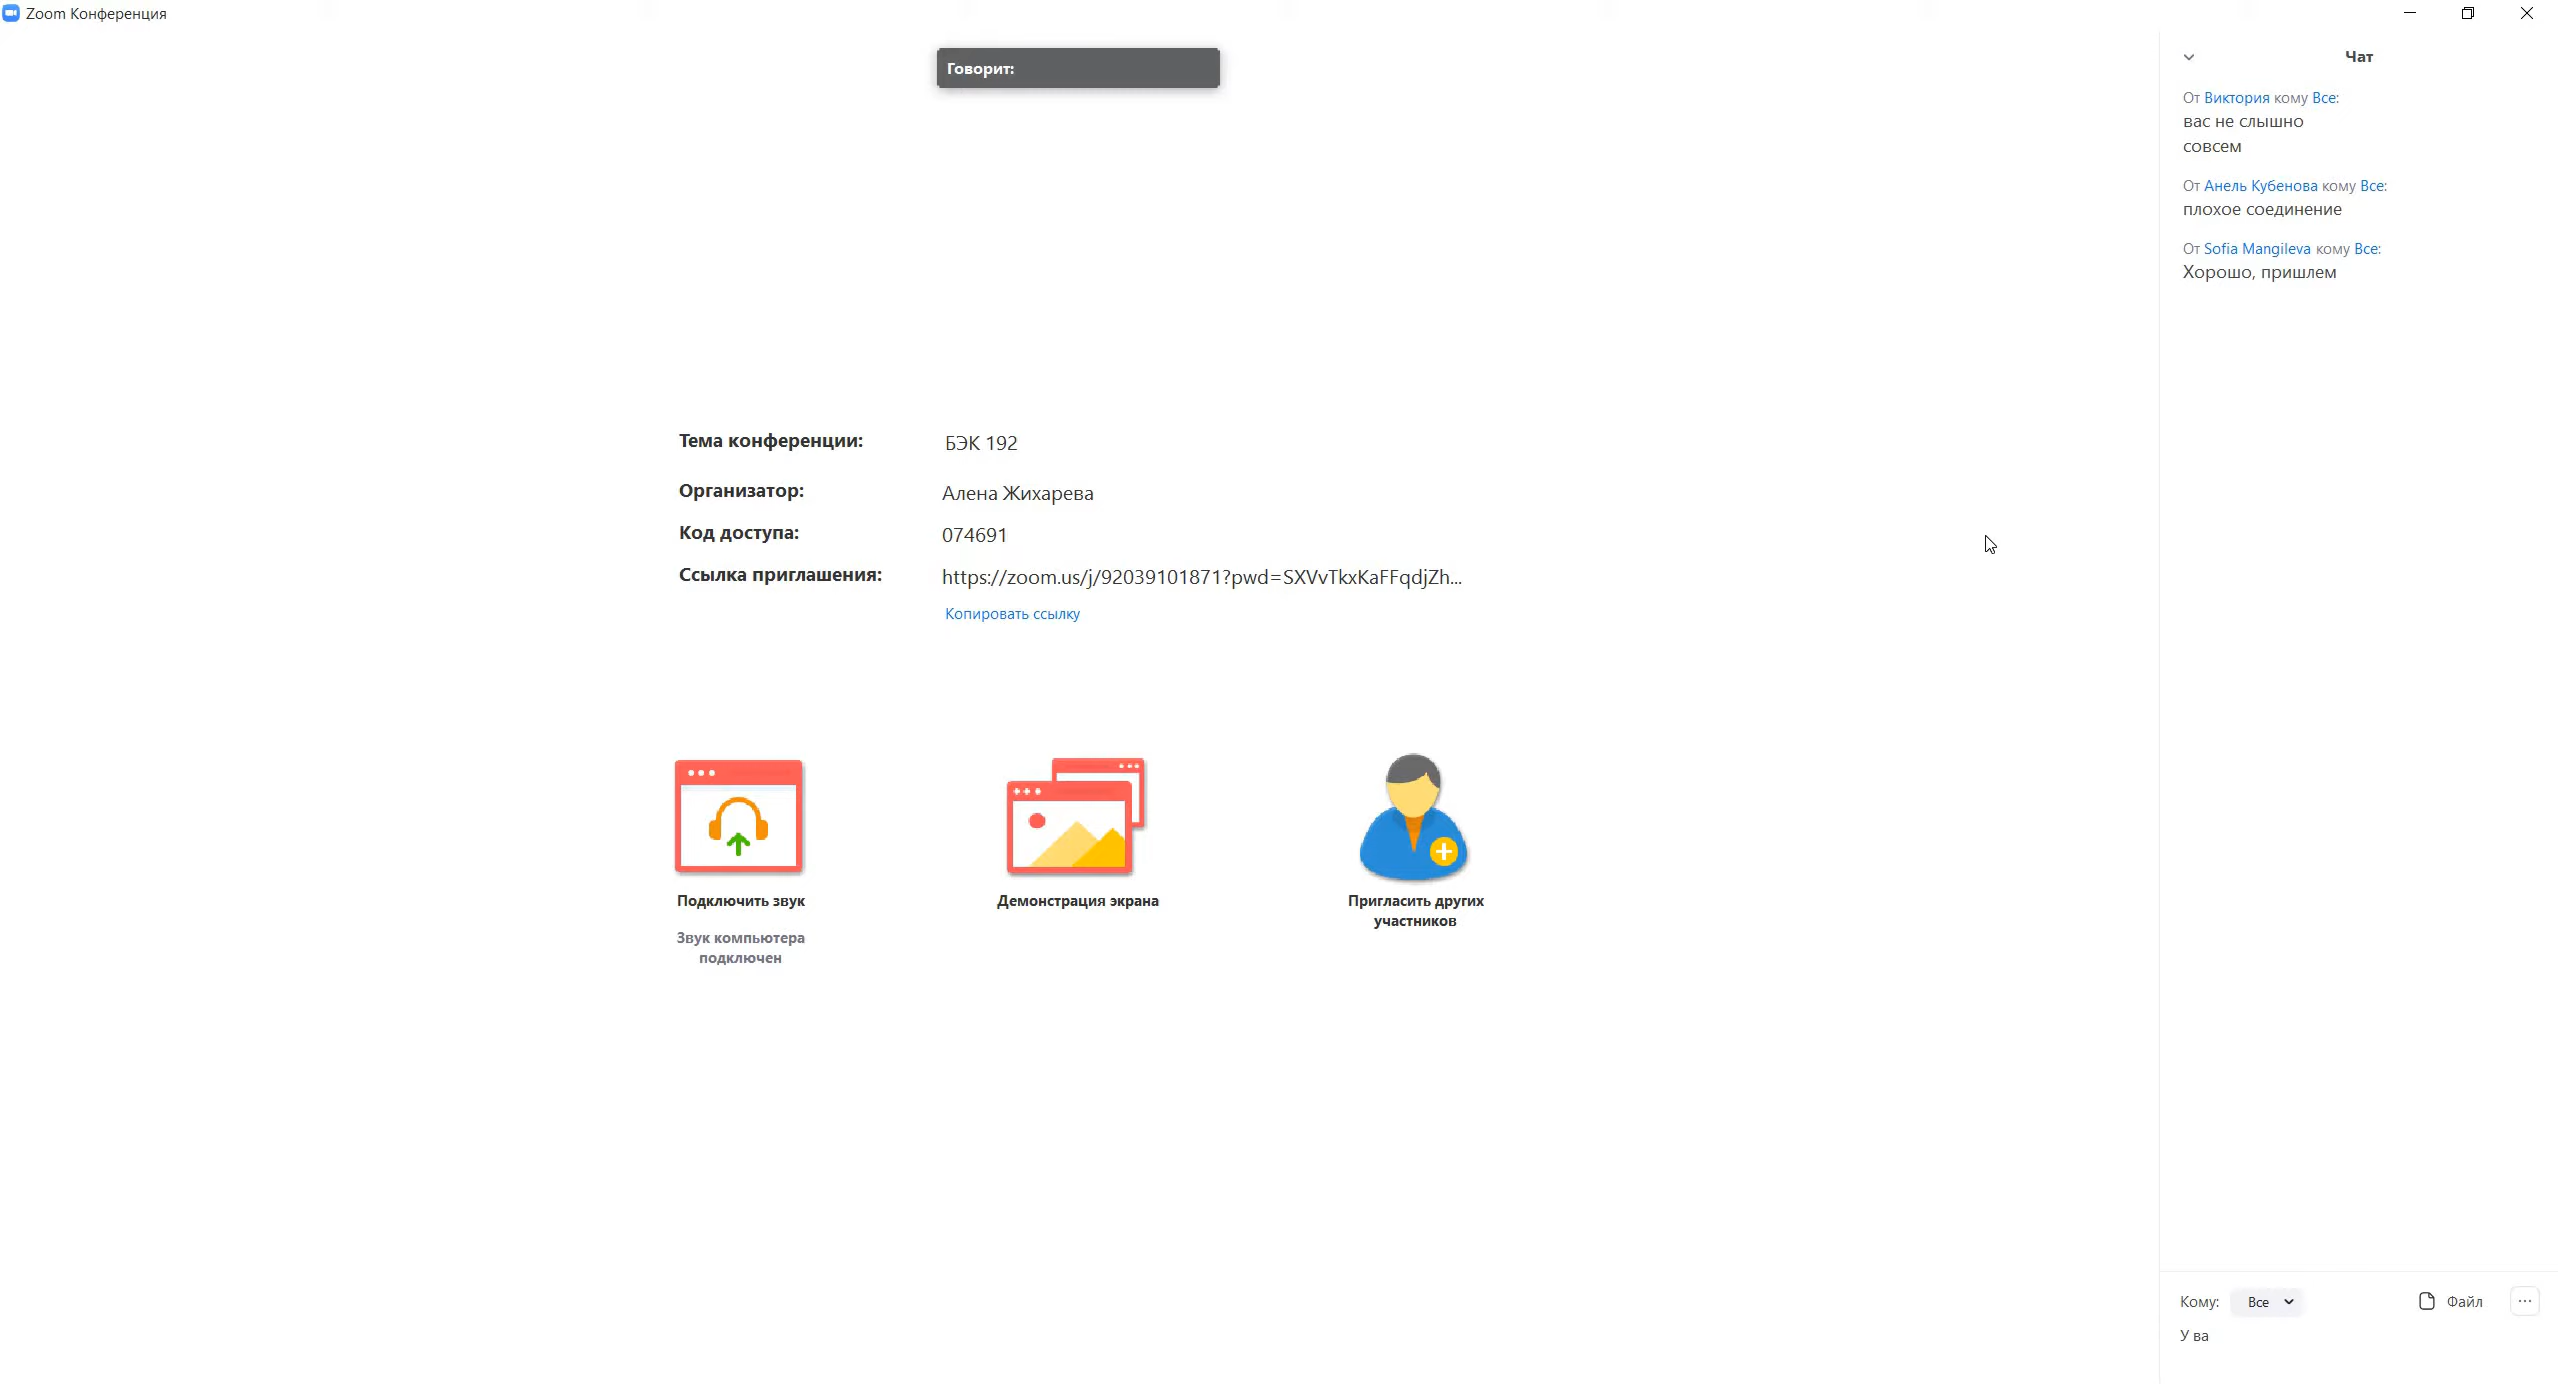 Zoom Конференция
Говорит:
Тема конференции: БЭК 192
Организатор: Алена Жихарева
Код доступа: 074691
Ссылка приглашения: https://zoom.us/j/92039101871?pwd=SXVvTkxKaFFqdjZh...
Копировать ссылку
Подключить звук
Звук компьютера
подключен
Демонстрация экрана
Пригласить других
участников
Чат
От Виктория кому Все:
вас не слышно
совсем
От Анель Кубенова кому Все:
плохое соединение
От Sofia Mangileva кому Все:
Хорошо, пришлем
Кому: Все Файл ...
У ва